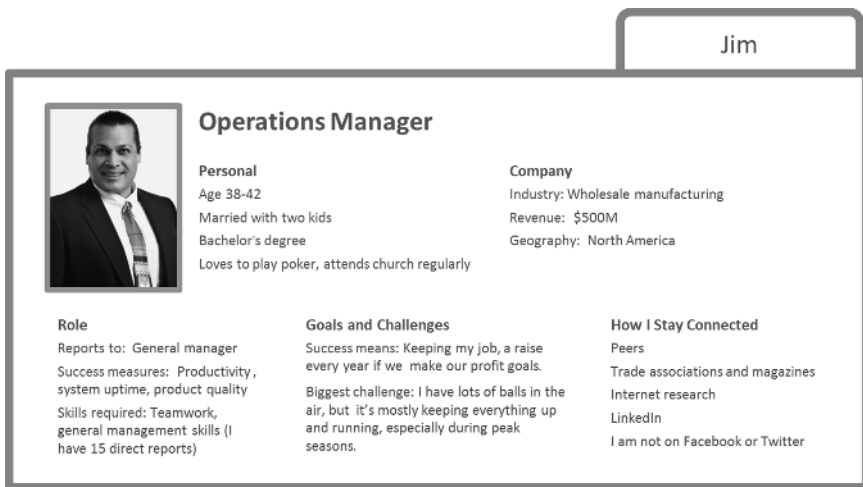 Jim
Operations Manager
Personal
Age 38-42
Married with two kids
Bachelor's degree
Loves to play poker, attends church regularly
Company
Industry: Wholesale manufacturing
Revenue: $500M
Geography: North America
Role
Reports to: General manager
Success measures: Productivity,
system uptime, product quality
Skills required: Teamwork,
general management skills (I
have 15 direct reports)
Goals and Challenges
Success means: Keeping my job, a raise
every year if we make our profit goals.
Biggest challenge: I have lots of balls in the
air, but it's mostly keeping everything up
and running, especially during peak
seasons.
How I Stay Connected
Peers
Trade associations and magazines
Internet research
LinkedIn
I am not on Facebook or Twitter